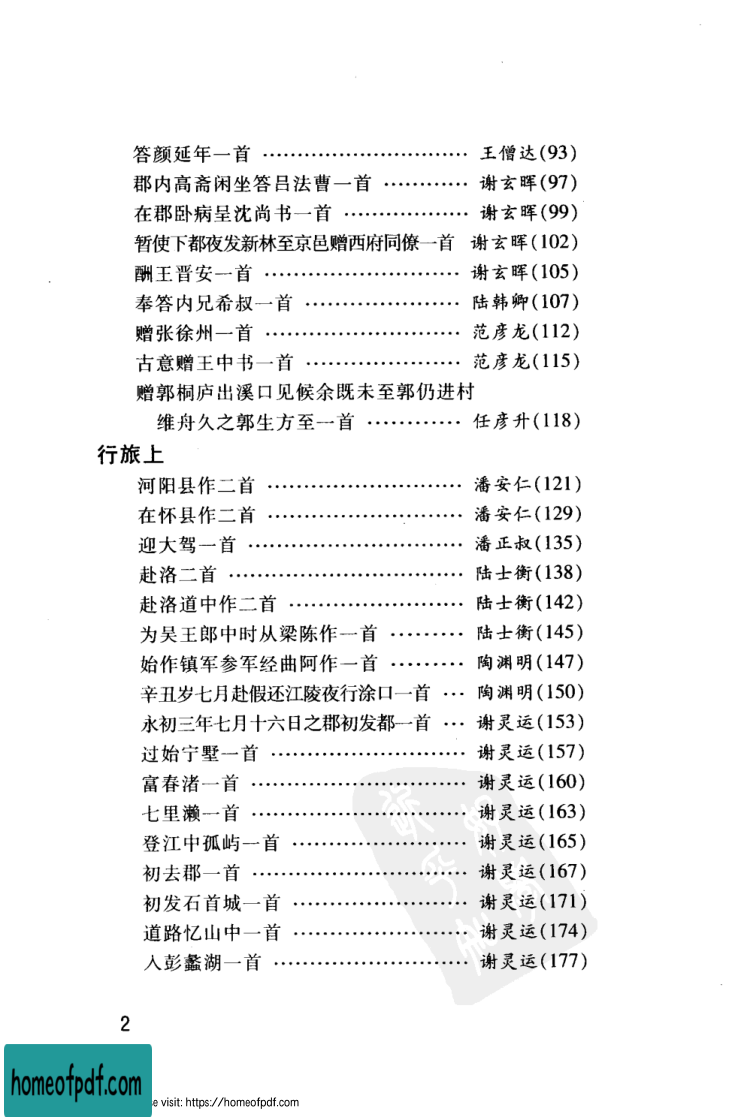 答颜延年一首 ………………………… 王僧达(93)
郡内高斋闲坐答吕法曹一首 ………… 谢玄晖(97)
在郡卧病呈沈尚书一首 ……………… 谢玄晖(99)
暂使下都夜发新林至京邑赠西府同僚一首 谢玄晖(102)
酬王晋安一首 ……………………… 谢玄晖(105)
奉答内兄希叔一首 ………………… 陆韩卿(107)
赠张徐州一首 ……………………… 范彦龙(112)
古意赠王中书一首 ………………… 范彦龙(115)
赠郭桐庐出溪口见候余既未至郭仍进村
维舟久之郭生方至一首 ………… 任彦升(118)
行旅上
河阳县作二首 ……………………… 潘安仁(121)
在怀县作二首 ……………………… 潘安仁(129)
迎大驾一首 ………………………… 潘正叔(135)
赴洛二首 …………………………… 陆士衡(138)
赴洛道中作二首 …………………… 陆士衡(142)
为吴王郎中时从梁陈作一首 ……… 陆士衡(145)
始作镇军参军经曲阿作一首 ……… 陶渊明(147)
辛丑岁七月赴假还江陵夜行涂口一首 … 陶渊明(150)
永初三年七月十六日之郡初发都一首 … 谢灵运(153)
过始宁墅一首 ……………………… 谢灵运(157)
富春渚一首 ………………………… 谢灵运(160)
七里濑一首 ………………………… 谢灵运(163)
登江中孤屿一首 …………………… 谢灵运(165)
初去郡一首 ………………………… 谢灵运(167)
初发石首城一首 …………………… 谢灵运(171)
道路忆山中一首 …………………… 谢灵运(174)
入彭蠡湖一首 ……………………… 谢灵运(177)
2
homeofpdf.com
e visit: https://homeofpdf.com